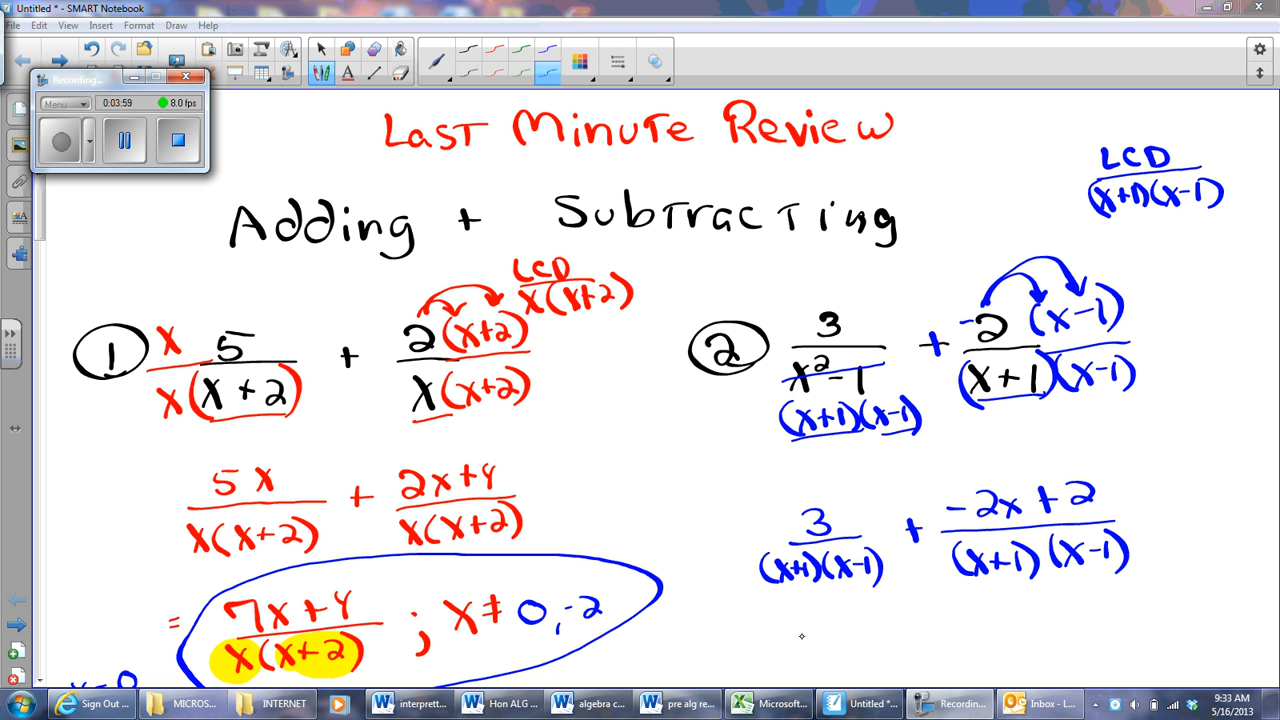 Untitled * - SMART Notebook
File Edit View Insert Format Draw Help
Recording...
Menu 0:03:59 8.0 fps
Last Minute Review
LCD
(x+1)(x-1)
Adding + Subtracting
LCD
x(x+2)
1 x 5 + 2(x+2)
x(x+2) x(x+2)
2 3 + -2(x-1)
x²-1 (x+1)(x-1)
(x+1)(x-1)
5x + 2x+4
x(x+2) x(x+2)
3 + -2x+2
(x+1)(x-1) (x+1)(x-1)
= 7x+4 ; x≠0,-2
x(x+2)
x=0
Sign Out ... MICROS... INTERNET interprett... Hon ALG ... algebra c... pre alg re... Microsoft... Untitled *... Recordin... Inbox - L...
9:33 AM
5/16/2013